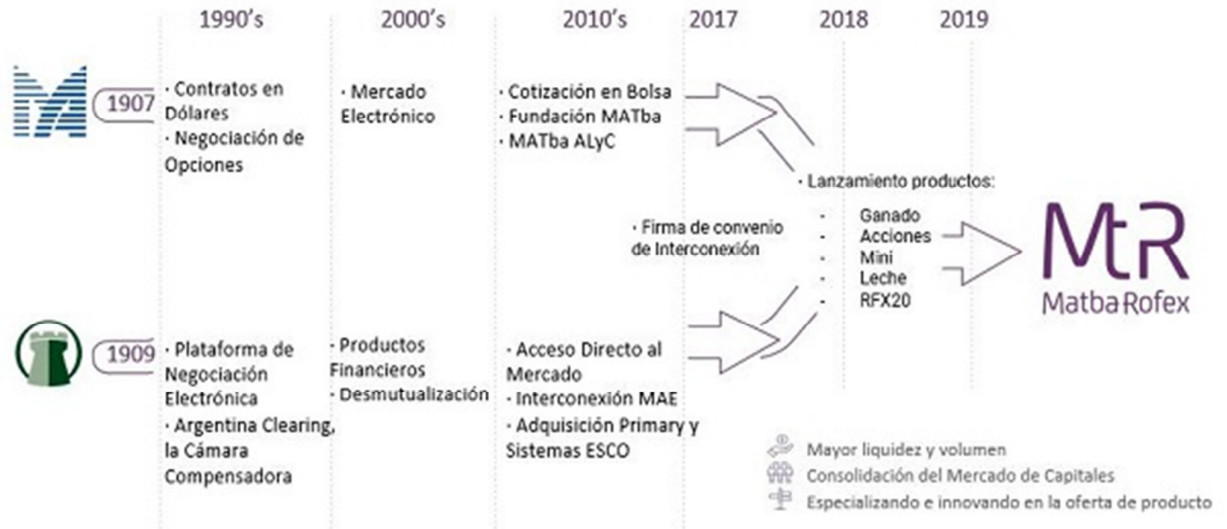 1990's
2000's
2010's
2017
2018
2019
1907
· Contratos en
Dólares
· Negociación de
Opciones
· Mercado
Electrónico
· Cotización en Bolsa
· Fundación MATba
· MATba ALyC
· Firma de convenio
de Interconexión
· Lanzamiento productos:
- Ganado
- Acciones
- Mini
- Leche
- RFX20
MtR
MatbaRofex
1909
· Plataforma de
Negociación
Electrónica
· Argentina Clearing,
la Cámara
Compensadora
· Productos
Financieros
· Desmutualización
· Acceso Directo al
Mercado
· Interconexión MAE
· Adquisición Primary y
Sistemas ESCO
Mayor liquidez y volumen
Consolidación del Mercado de Capitales
Especializando e innovando en la oferta de producto